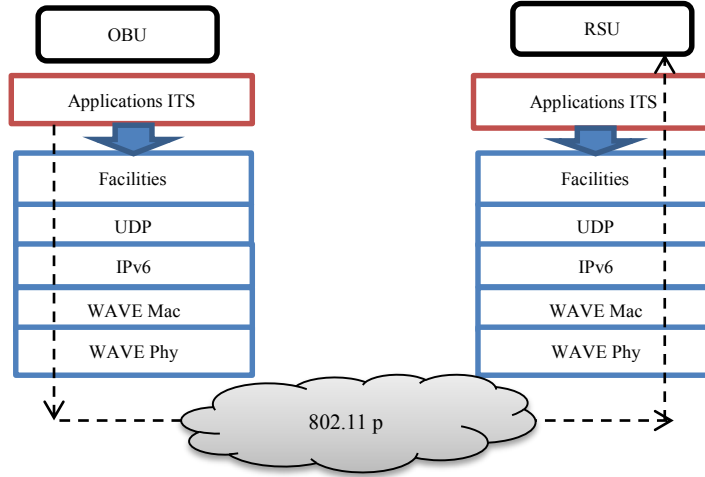 OBU
Applications ITS
Facilities
UDP
IPv6
WAVE Mac
WAVE Phy
RSU
Applications ITS
Facilities
UDP
IPv6
WAVE Mac
WAVE Phy
802.11 p